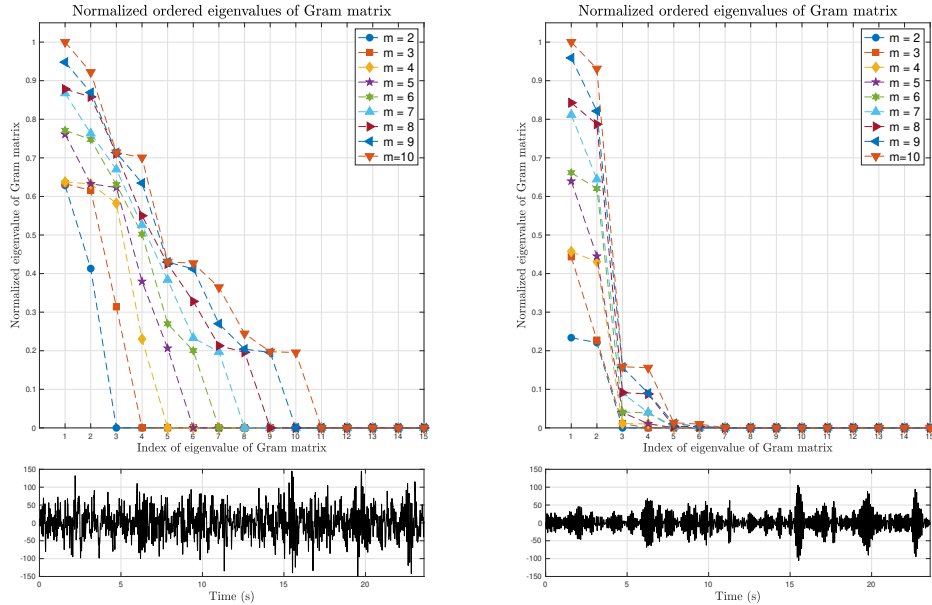 Normalized ordered eigenvalues of Gram matrix
Normalized eigenvalue of Gram matrix
1
0.9
0.8
0.7
0.6
0.5
0.4
0.3
0.2
0.1
0
m = 2
m = 3
m = 4
m = 5
m = 6
m = 7
m = 8
m = 9
m=10
1 2 3 4 5 6 7 8 9 10 11 12 13 14 15
Index of eigenvalue of Gram matrix
150
100
50
0
-50
-100
-150
0 5 10 15 20
Time (s)
Normalized ordered eigenvalues of Gram matrix
Normalized eigenvalue of Gram matrix
1
0.9
0.8
0.7
0.6
0.5
0.4
0.3
0.2
0.1
0
m = 2
m = 3
m = 4
m = 5
m = 6
m = 7
m = 8
m = 9
m=10
1 2 3 4 5 6 7 8 9 10 11 12 13 14 15
Index of eigenvalue of Gram matrix
150
100
50
0
-50
-100
-150
0 5 10 15 20
Time (s)